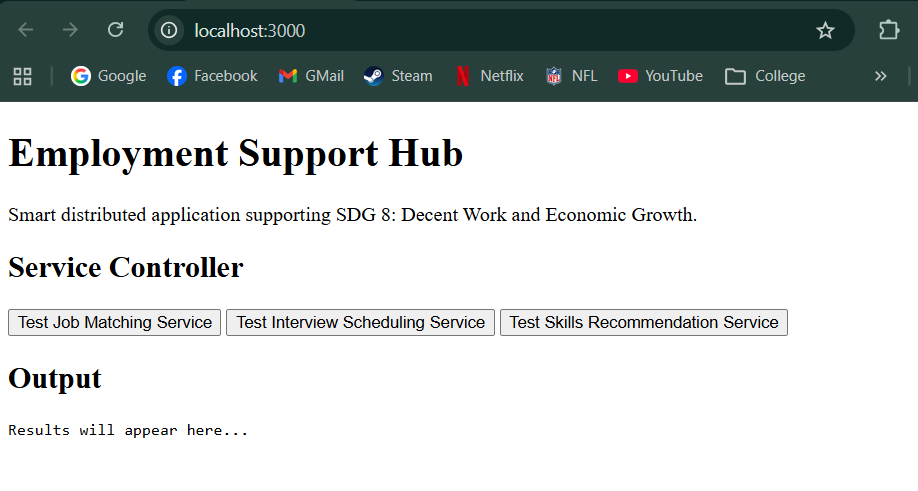 localhost:3000
Google Facebook GMail Steam Netflix NFL YouTube College »
Employment Support Hub
Smart distributed application supporting SDG 8: Decent Work and Economic Growth.
Service Controller
Test Job Matching Service Test Interview Scheduling Service Test Skills Recommendation Service
Output
Results will appear here...